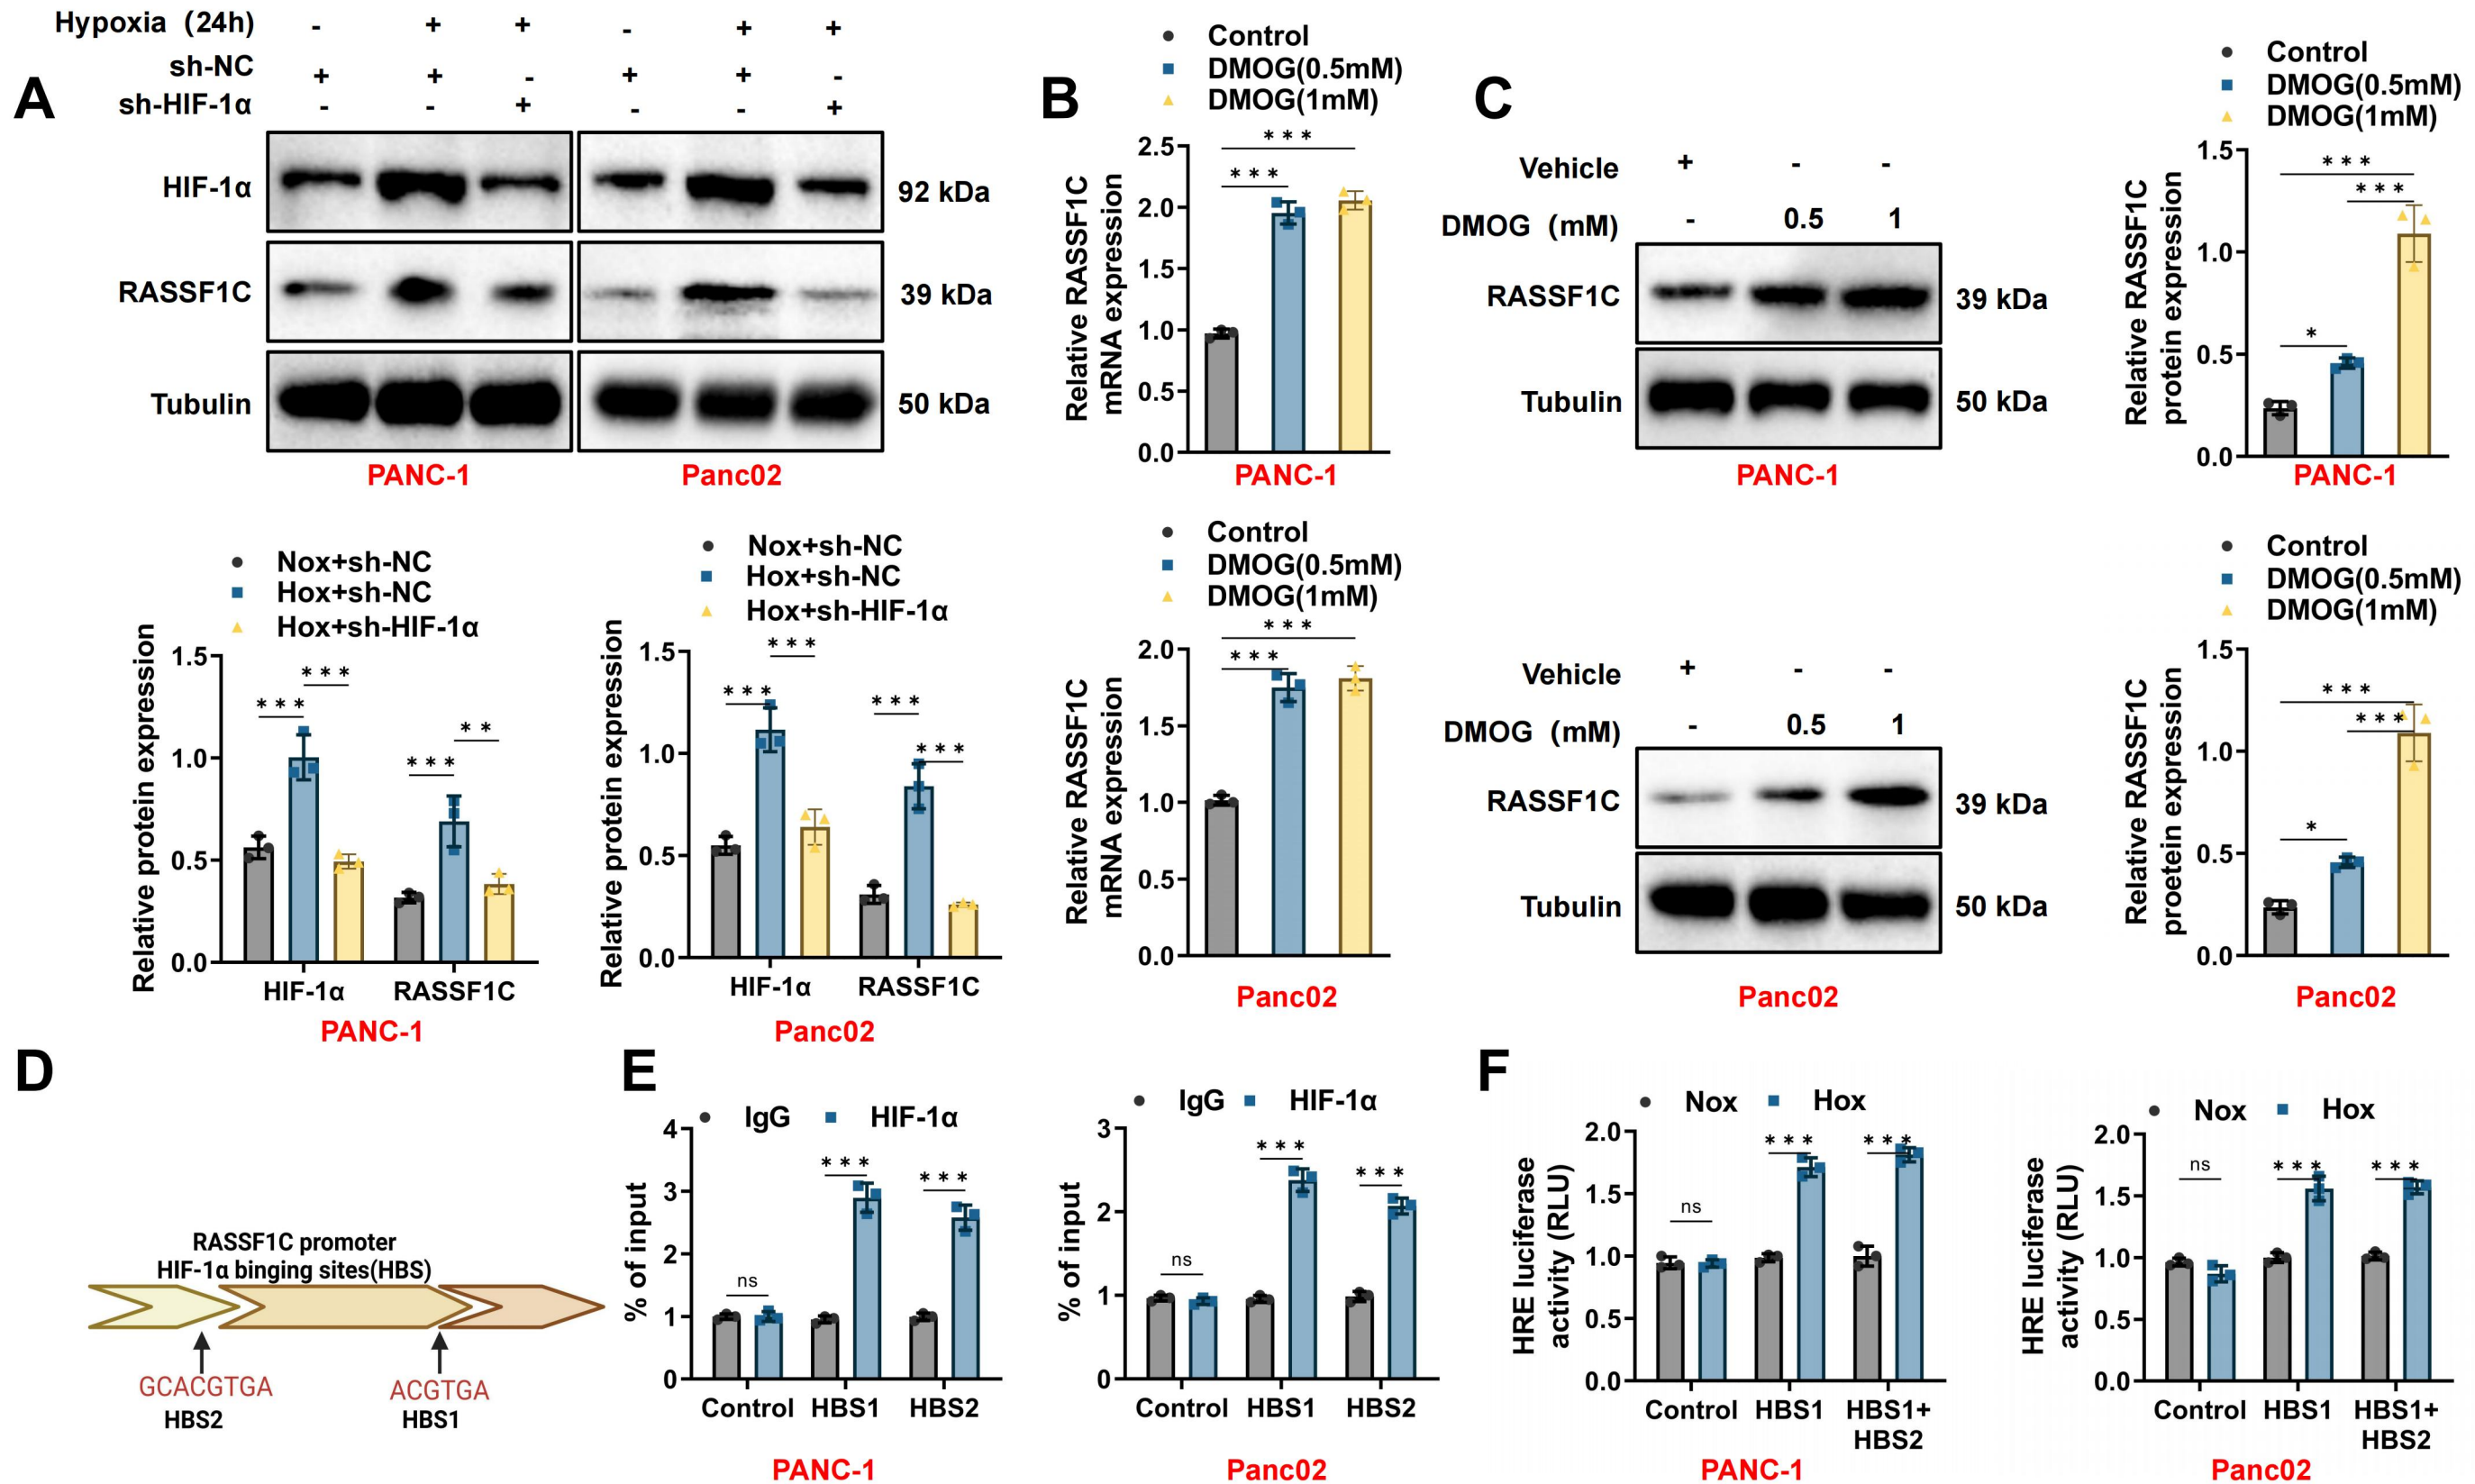 A
Hypoxia (24h) - + + - + +
sh-NC + + - + + -
sh-HIF-1α - - + - - +
HIF-1α 92 kDa
RASSF1C 39 kDa
Tubulin 50 kDa
PANC-1 Panc02
Nox+sh-NC
Hox+sh-NC
Hox+sh-HIF-1α
Relative protein expression
1.5
1.0
0.5
0.0
*** *** *** **
HIF-1α RASSF1C
PANC-1
Nox+sh-NC
Hox+sh-NC
Hox+sh-HIF-1α
Relative protein expression
1.5
1.0
0.5
0.0
*** *** *** ***
HIF-1α RASSF1C
Panc02
B
Control
DMOG(0.5mM)
DMOG(1mM)
Relative RASSF1C
mRNA expression
2.5
2.0
1.5
1.0
0.5
0.0
***
***
PANC-1
Control
DMOG(0.5mM)
DMOG(1mM)
Relative RASSF1C
mRNA expression
2.0
1.5
1.0
0.5
0.0
***
***
Panc02
C
Vehicle + - -
DMOG (mM) - 0.5 1
RASSF1C 39 kDa
Tubulin 50 kDa
PANC-1
Control
DMOG(0.5mM)
DMOG(1mM)
Relative RASSF1C
protein expression
1.5
1.0
0.5
0.0
***
***
*
PANC-1
Vehicle + - -
DMOG (mM) - 0.5 1
RASSF1C 39 kDa
Tubulin 50 kDa
Panc02
Control
DMOG(0.5mM)
DMOG(1mM)
Relative RASSF1C
proetein expression
1.5
1.0
0.5
0.0
***
***
*
Panc02
D
RASSF1C promoter
HIF-1α binging sites(HBS)
GCACGTGA ACGTGA
HBS2 HBS1
E
IgG HIF-1α
% of input
4
3
2
1
0
ns *** ***
Control HBS1 HBS2
PANC-1
IgG HIF-1α
% of input
3
2
1
0
ns *** ***
Control HBS1 HBS2
Panc02
F
Nox Hox
HRE luciferase
activity (RLU)
2.0
1.5
1.0
0.5
0.0
ns *** ***
Control HBS1 HBS1+
HBS2
PANC-1
Nox Hox
HRE luciferase
activity (RLU)
2.0
1.5
1.0
0.5
0.0
ns *** ***
Control HBS1 HBS1+
HBS2
Panc02